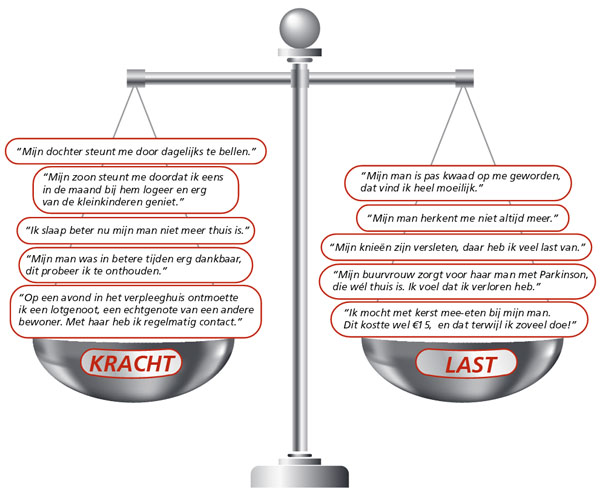 “Mijn dochter steunt me door dagelijks te bellen.”
“Mijn zoon steunt me doordat ik eens
in de maand bij hem logeer en erg
van de kleinkinderen geniet.”
“Ik slaap beter nu mijn man niet meer thuis is.”
“Mijn man was in betere tijden erg dankbaar,
dit probeer ik te onthouden.”
“Op een avond in het verpleeghuis ontmoette
ik een lotgenoot, een echtgenote van een andere
bewoner. Met haar heb ik regelmatig contact.”
KRACHT
“Mijn man is pas kwaad op me geworden,
dat vind ik heel moeilijk.”
“Mijn man herkent me niet altijd meer.”
“Mijn knieën zijn versleten, daar heb ik veel last van.”
“Mijn buurvrouw zorgt voor haar man met Parkinson,
die wél thuis is. Ik voel dat ik verloren heb.”
“Ik mocht met kerst mee-eten bij mijn man.
Dit kostte wel €15, en dat terwijl ik zoveel doe!”
LAST